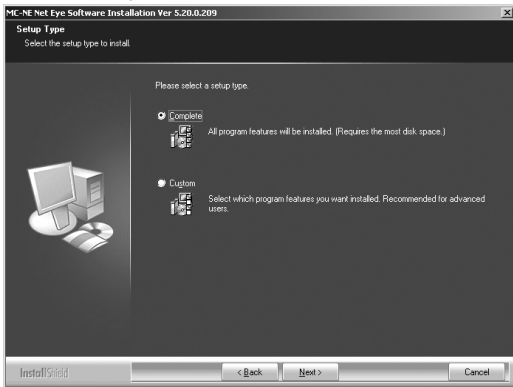 MC-NE Net Eye Software Installation Ver 5.20.0.209
Setup Type
Select the setup type to install.
Please select a setup type.
Complete
All program features will be installed. (Requires the most disk space.)
Custom
Select which program features you want installed. Recommended for advanced
users.
InstallShield
< Back
Next >
Cancel